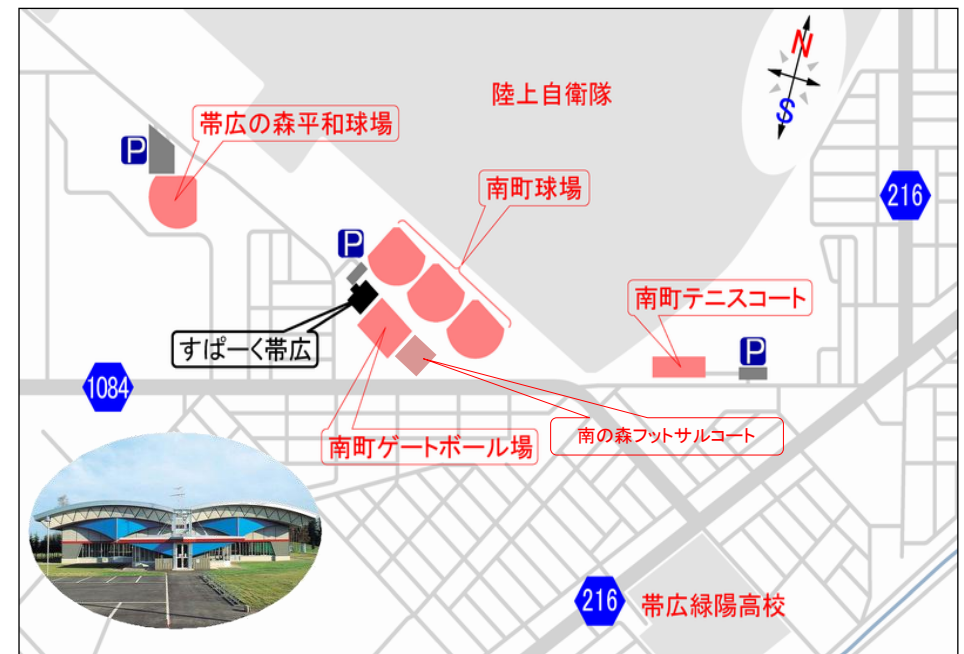 N
S
陸上自衛隊
帯広の森平和球場
P
南町球場
216
P
南町テニスコート
すぱーく帯広
P
1084
南町ゲートボール場
南の森フットサルコート
216
帯広緑陽高校